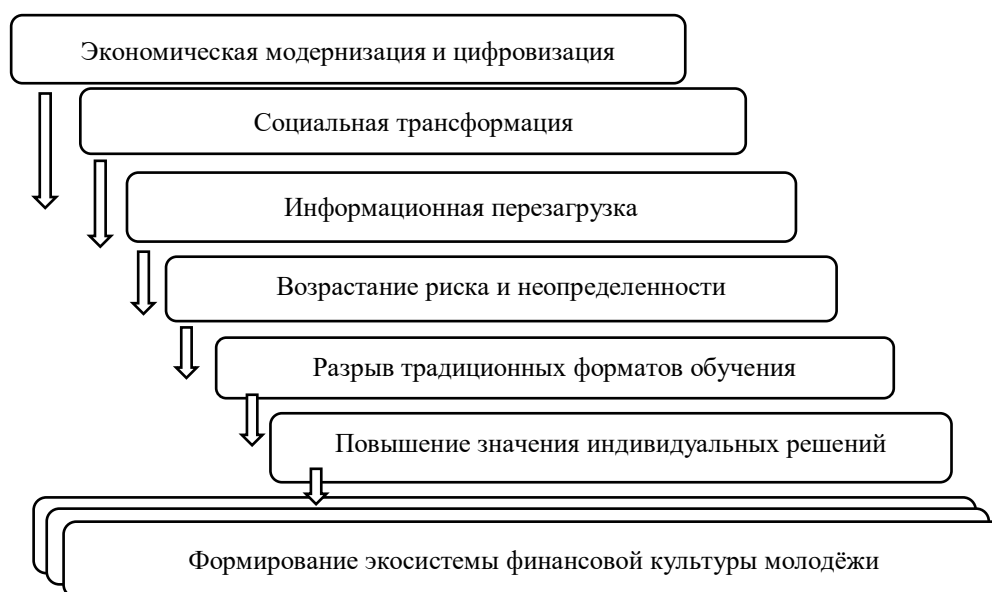 Экономическая модернизация и цифровизация
Социальная трансформация
Информационная перезагрузка
Возрастание риска и неопределенности
Разрыв традиционных форматов обучения
Повышение значения индивидуальных решений
Формирование экосистемы финансовой культуры молодёжи